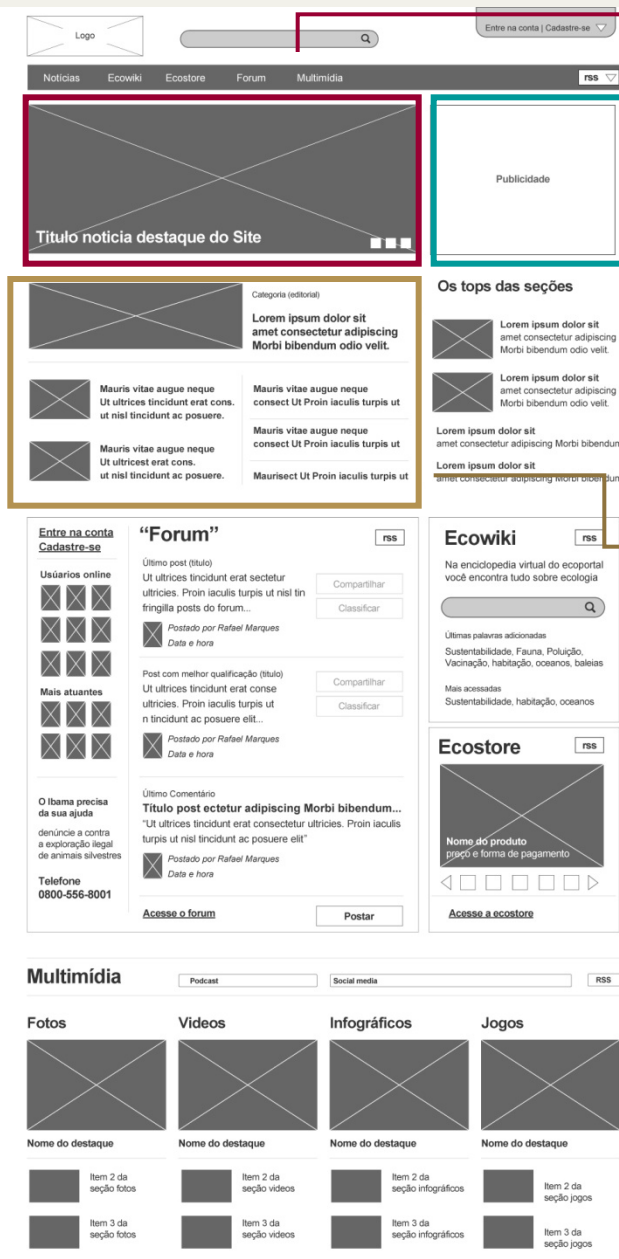 Logo
Entre na conta | Cadastre-se
Notícias Ecowiki Ecostore Forum Multimídia
rss
Titulo noticia destaque do Site
Publicidade
Categoria (editorial)
Lorem ipsum dolor sit
amet consectetur adipiscing
Morbi bibendum odio velit.
Mauris vitae augue neque
Ut ultrices tincidunt erat cons.
ut nisl tincidunt ac posuere.
Mauris vitae augue neque
Ut ultricest erat cons.
ut nisl tincidunt ac posuere.
Mauris vitae augue neque
consect Ut Proin iaculis turpis ut
Mauris vitae augue neque
consect Ut Proin iaculis turpis ut
Maurisect Ut Proin iaculis turpis ut
Os tops das seções
Lorem ipsum dolor sit
amet consectetur adipiscing
Morbi bibendum odio velit.
Lorem ipsum dolor sit
amet consectetur adipiscing
Morbi bibendum odio velit.
Lorem ipsum dolor sit
amet consectetur adipiscing Morbi bibendun
Lorem ipsum dolor sit
amet consectetur adipiscing Morbi bibendun
Entre na conta
Cadastre-se
Usúarios online
Mais atuantes
O Ibama precisa
da sua ajuda
denúncie a contra
a exploração ilegal
de animais silvestres
Telefone
0800-556-8001
“Forum”
rss
Último post (titulo)
Ut ultrices tincidunt erat sectetur
ultricies. Proin iaculis turpis ut nisl tin
fringilla posts do forum...
Compartilhar
Classificar
Postado por Rafael Marques
Data e hora
Post com melhor qualificação (titulo)
Ut ultrices tincidunt erat conse
ultricies. Proin iaculis turpis ut
n tincidunt ac posuere elit...
Compartilhar
Classificar
Postado por Rafael Marques
Data e hora
Último Comentário
Título post ectetur adipiscing Morbi bibendum...
“Ut ultrices tincidunt erat consectetur ultricies. Proin iaculis
turpis ut nisl tincidunt ac posuere elit”
Postado por Rafael Marques
Data e hora
Acesse o forum
Postar
Ecowiki
rss
Na enciclopedia virtual do ecoportal
você encontra tudo sobre ecologia
Últimas palavras adicionadas
Sustentabilidade, Fauna, Poluição,
Vacinação, habitação, oceanos, baleias
Mais acessadas
Sustentabilidade, habitação, oceanos
Ecostore
rss
Nome do produto
preço e forma de pagamento
Acesse a ecostore
Multimídia
Podcast
Social media
RSS
Fotos
Videos
Infográficos
Jogos
Nome do destaque
Nome do destaque
Nome do destaque
Nome do destaque
Item 2 da
seção fotos
Item 2 da
seção videos
Item 2 da
seção infográficos
Item 2 da
seção jogos
Item 3 da
seção fotos
Item 3 da
seção videos
Item 3 da
seção infográficos
Item 3 da
seção jogos